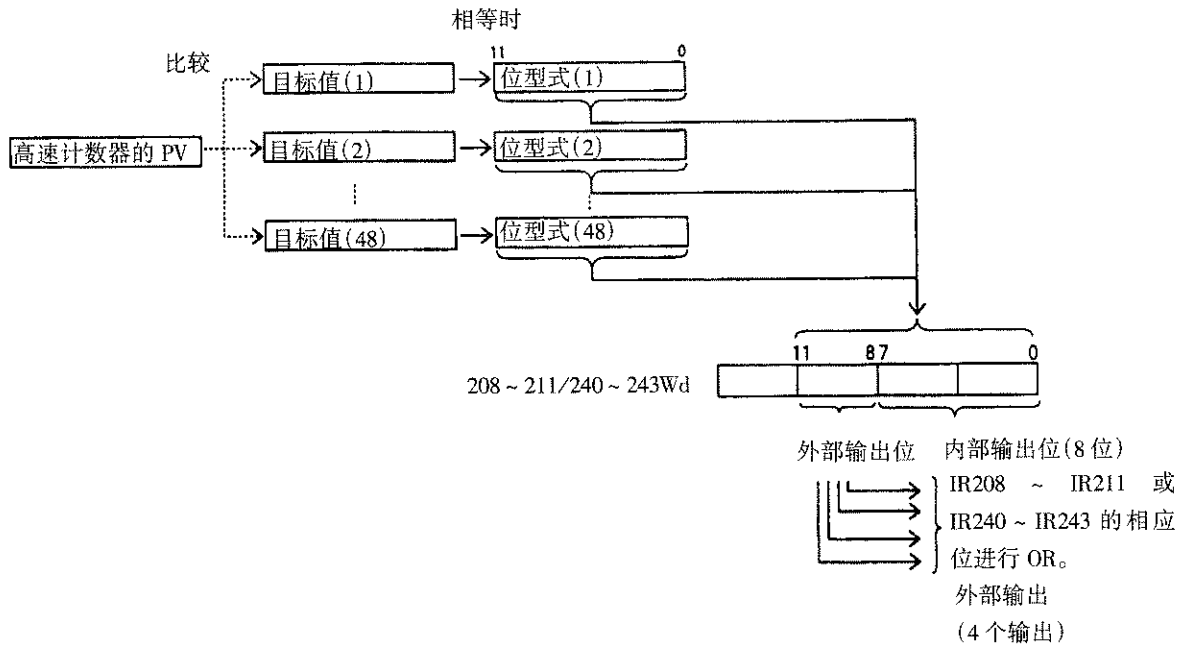 相等时
比较
11 0
目标值(1) 位型式(1)
高速计数器的 PV
目标值(2) 位型式(2)
目标值(48) 位型式(48)
11 8 7 0
208~211/240~243Wd
外部输出位 内部输出位(8 位)
IR208 ~ IR211 或
IR240~IR243 的相应
位进行 OR。
外部输出
(4 个输出)